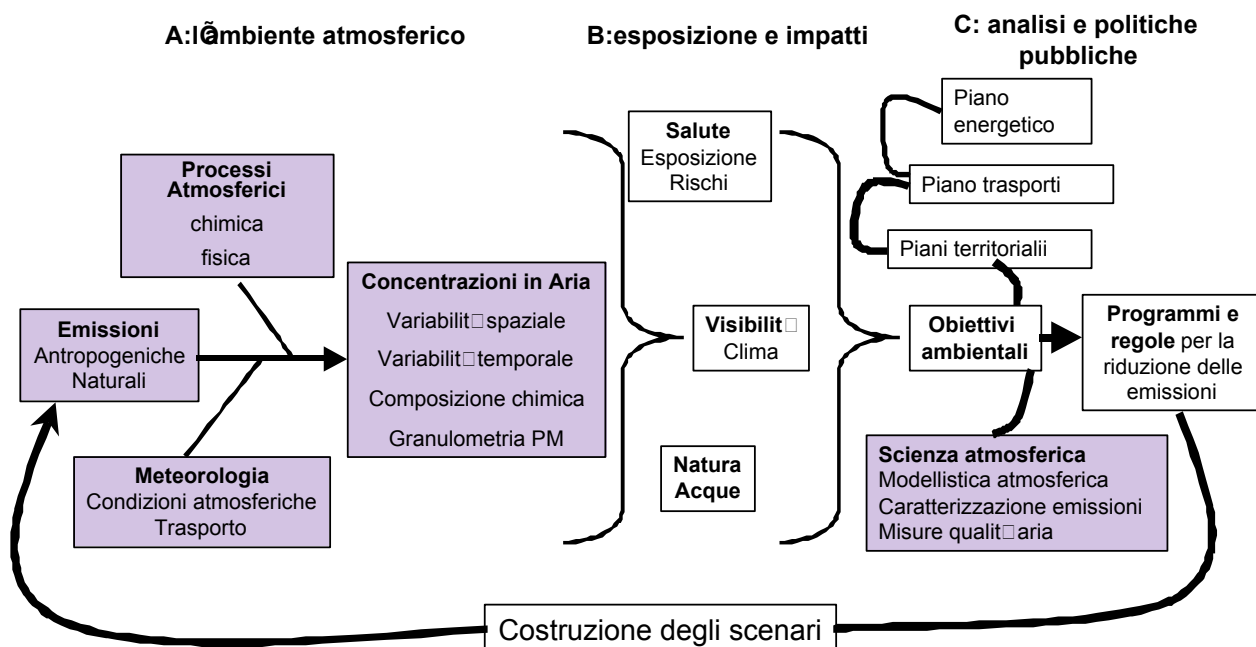 A:lÕambiente atmosferico
B:esposizione e impatti
C: analisi e politiche
pubbliche
Processi
Atmosferici
chimica
fisica
Emissioni
Antropogeniche
Naturali
Meteorologia
Condizioni atmosferiche
Trasporto
Concentrazioni in Aria
Variabilit□ spaziale
Variabilit□ temporale
Composizione chimica
Granulometria PM
Salute
Esposizione
Rischi
Visibilit□
Clima
Natura
Acque
Piano
energetico
Piano trasporti
Piani territorialii
Obiettivi
ambientali
Programmi e
regole per la
riduzione delle
emissioni
Scienza atmosferica
Modellistica atmosferica
Caratterizzazione emissioni
Misure qualit□ aria
Costruzione degli scenari